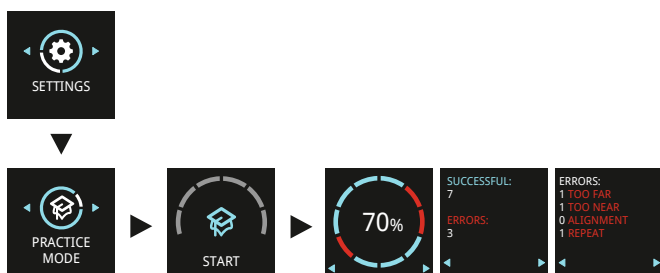 SETTINGS
PRACTICE
MODE
START
70%
SUCCESSFUL:
7
ERRORS:
3
ERRORS:
1 TOO FAR
1 TOO NEAR
0 ALIGNMENT
1 REPEAT